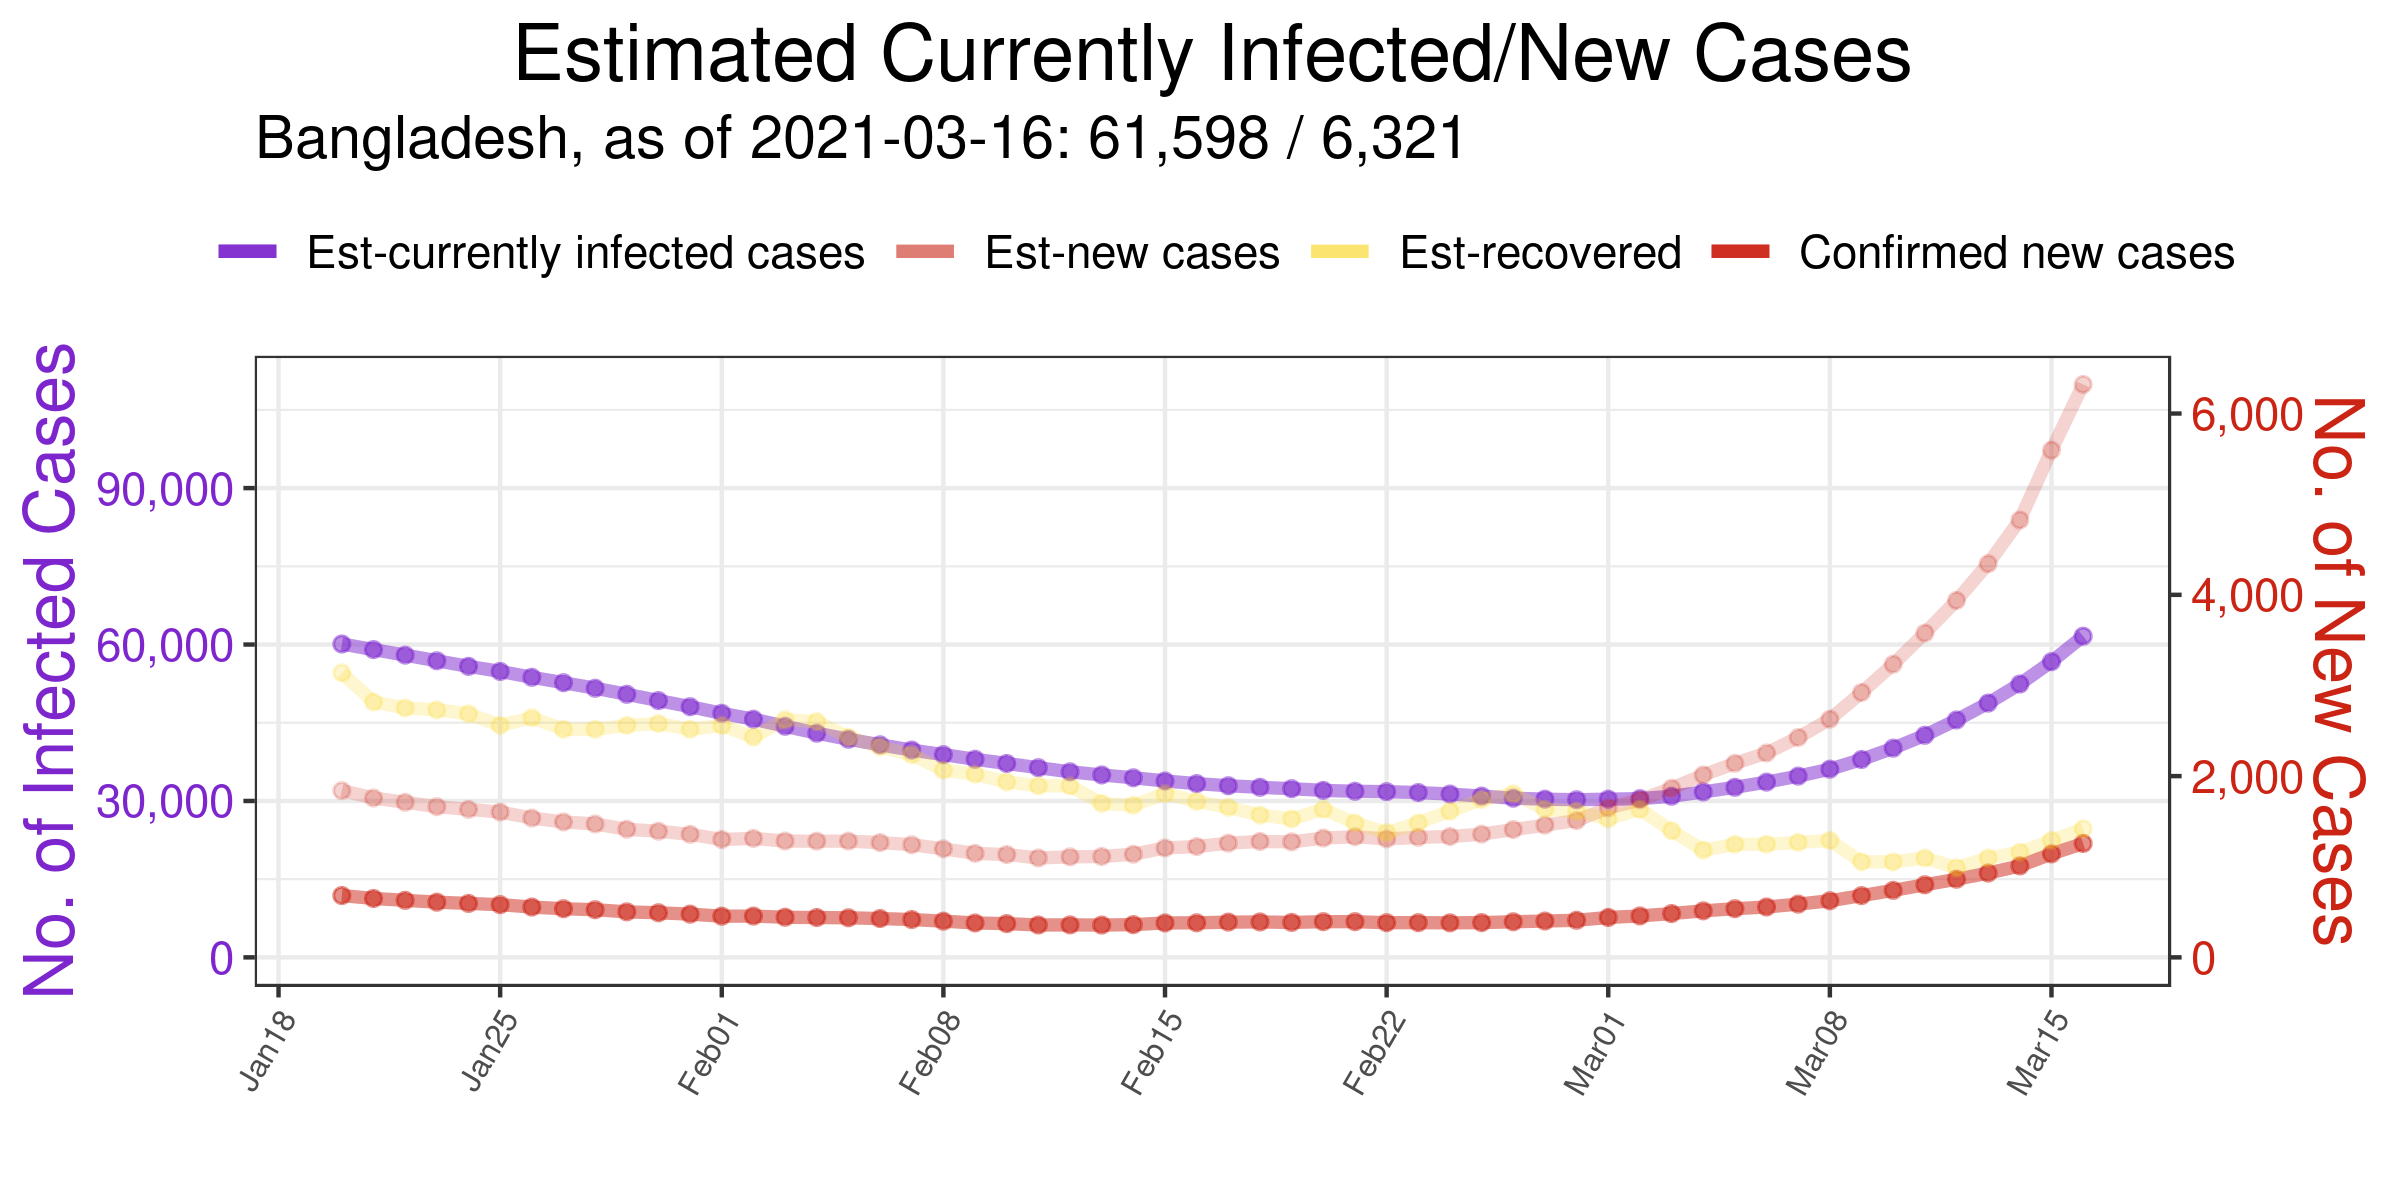 Estimated Currently Infected/New Cases
Bangladesh, as of 2021-03-16: 61,598 / 6,321
Est-currently infected cases Est-new cases Est-recovered Confirmed new cases
No. of Infected Cases
90,000
60,000
30,000
0
6,000
4,000
2,000
0
No. of New Cases
Jan18 Jan25 Feb01 Feb08 Feb15 Feb22 Mar01 Mar08 Mar15